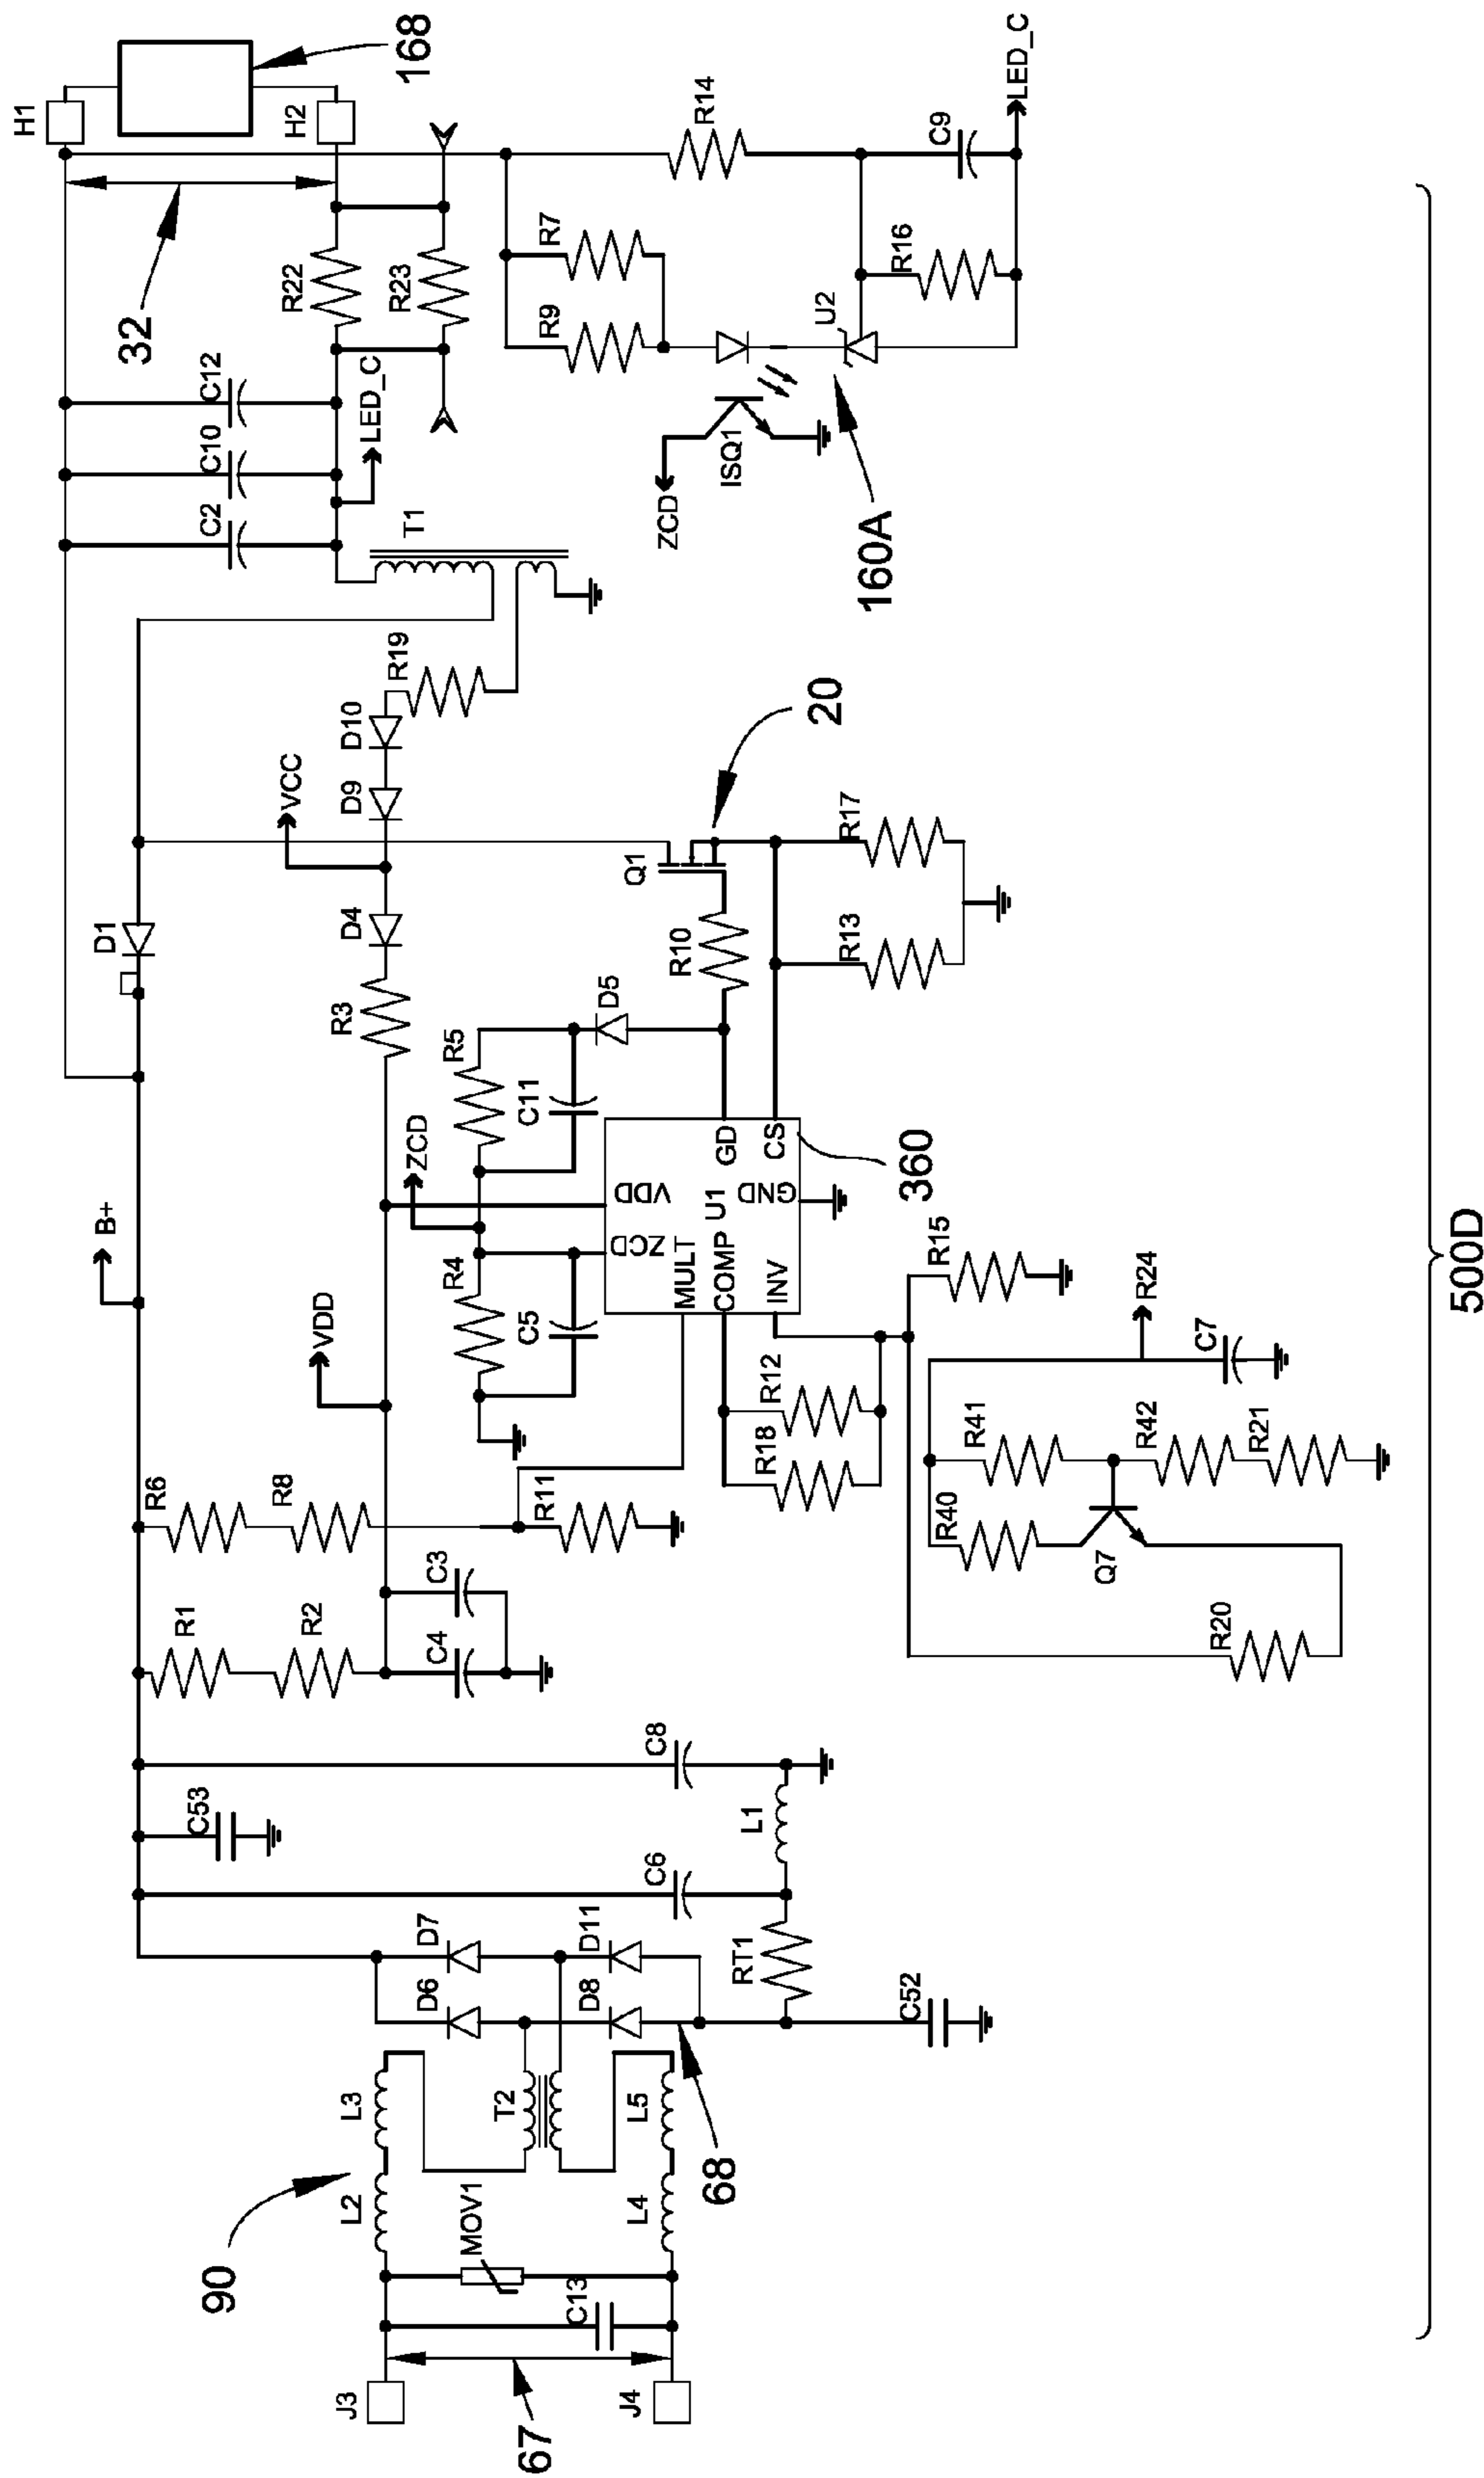 H1
168
H2
32
R22
R23
C12
C10
C2
LED_C
T1
R14
R7
R9
C9
R16
U2
LED_C
ISQ1
ZCD
160A
B+
D1
R19
D10
D9
VCC
D4
R3
20
Q1
R17
R13
R10
D5
R5
C11
ZCD
R4
C5
VDD
ZCD
MULT
COMP
INV
U1
GND
GD
CS
360
VDD
R6
R8
R11
R1
R2
C3
C4
R12
R18
R15
R24
C7
R41
R42
R21
R40
Q7
R20
C53
C8
C6
L1
D7
D6
D11
D8
RT1
C52
68
90
L3
L2
T2
L5
L4
MOV1
C13
J3
J4
67
500D